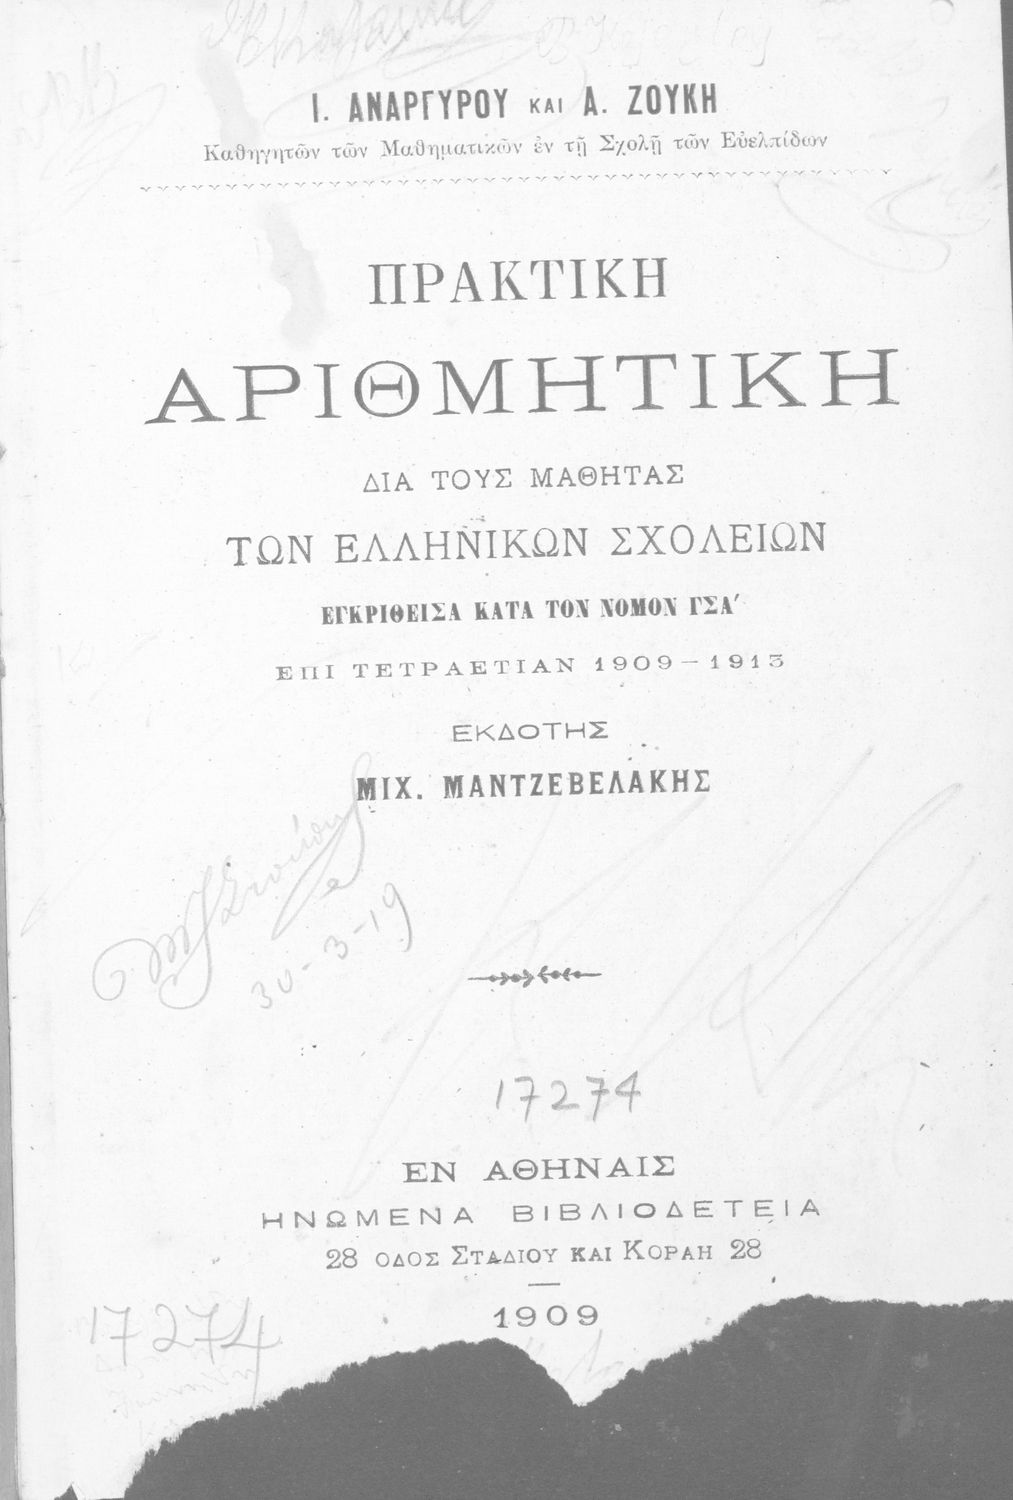 Ι. ΑΝΑΡΓΥΡΟΥ ΚΑΙ Α. ΖΟΥΚΗ
Καθηγητῶν τῶν Μαθηματικῶν ἐν τῇ Σχολῇ τῶν Εὐελπίδων
ΠΡΑΚΤΙΚΗ
ΑΡΙΘΜΗΤΙΚΗ
ΔΙΑ ΤΟΥΣ ΜΑΘΗΤΑΣ
ΤΩΝ ΕΛΛΗΝΙΚΩΝ ΣΧΟΛΕΙΩΝ
ΕΓΚΡΙΘΕΙΣΑ ΚΑΤΑ ΤΟΝ ΝΟΜΟΝ ΓΣΑ΄
ΕΠΙ ΤΕΤΡΑΕΤΙΑΝ 1909 – 1913
ΕΚΔΟΤΗΣ
ΜΙΧ. ΜΑΝΤΖΕΒΕΛΑΚΗΣ
30-3-19
17274
ΕΝ ΑΘΗΝΑΙΣ
ΗΝΩΜΕΝΑ ΒΙΒΛΙΟΔΕΤΕΙΑ
28 ΟΔΟΣ ΣΤΑΔΙΟΥ ΚΑΙ ΚΟΡΑΗ 28
1909
17274